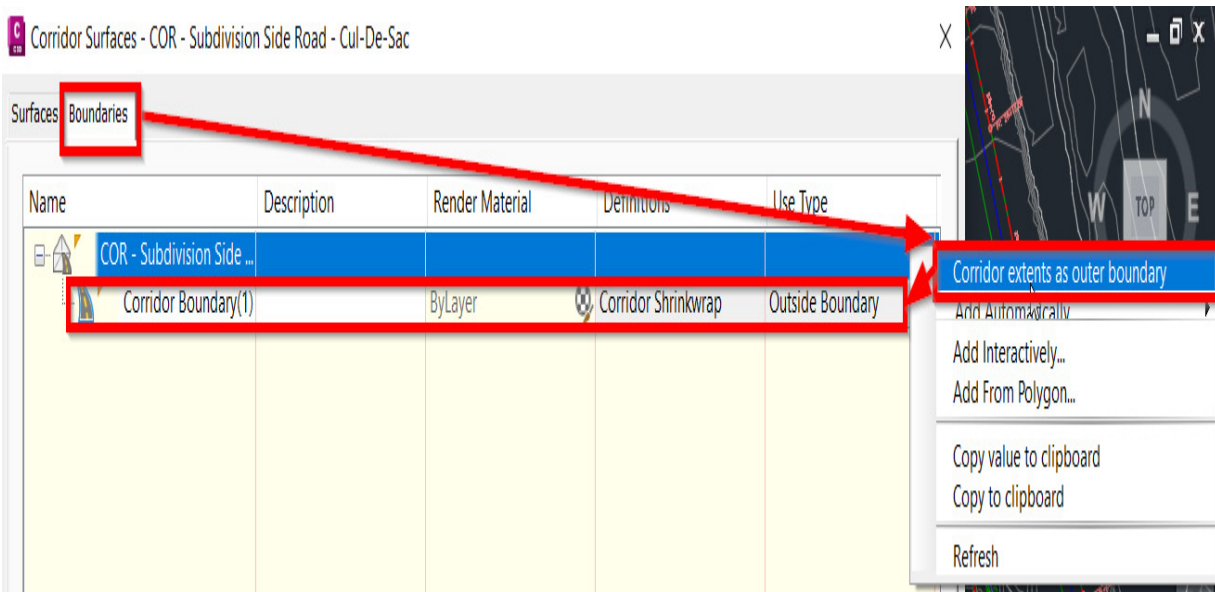 C
C3D
Corridor Surfaces - COR - Subdivision Side Road - Cul-De-Sac
Surfaces Boundaries
Name Description Render Material Definitions Use Type
COR - Subdivision Side ...
Corridor Boundary(1) ByLayer Corridor Shrinkwrap Outside Boundary
N
W TOP E
Corridor extents as outer boundary
Add Automatically
Add Interactively...
Add From Polygon...
Copy value to clipboard
Copy to clipboard
Refresh